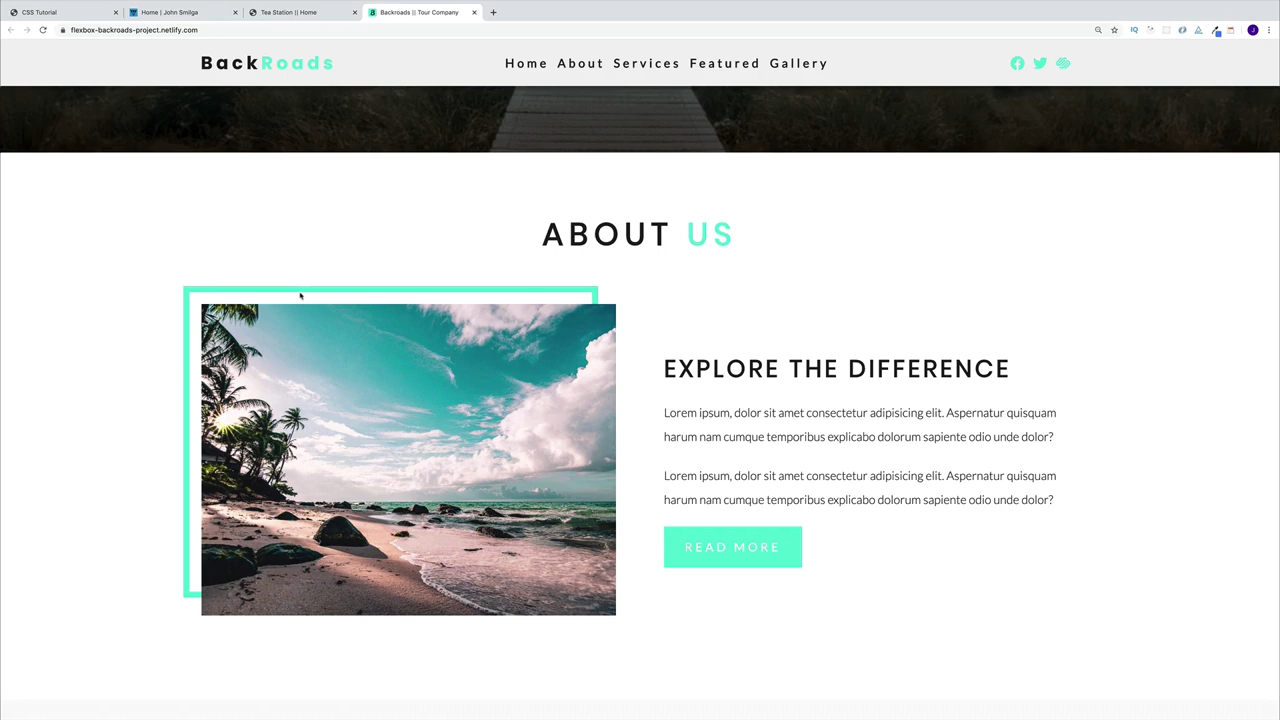 CSS Tutorial
Home | John Smilga
Tea Station || Home
Backroads || Tour Company
flexbox-backroads-project.netlify.com
BackRoads
Home About Services Featured Gallery
ABOUT US
EXPLORE THE DIFFERENCE
Lorem ipsum, dolor sit amet consectetur adipisicing elit. Aspernatur quisquam
harum nam cumque temporibus explicabo dolorum sapiente odio unde dolor?
Lorem ipsum, dolor sit amet consectetur adipisicing elit. Aspernatur quisquam
harum nam cumque temporibus explicabo dolorum sapiente odio unde dolor?
READ MORE